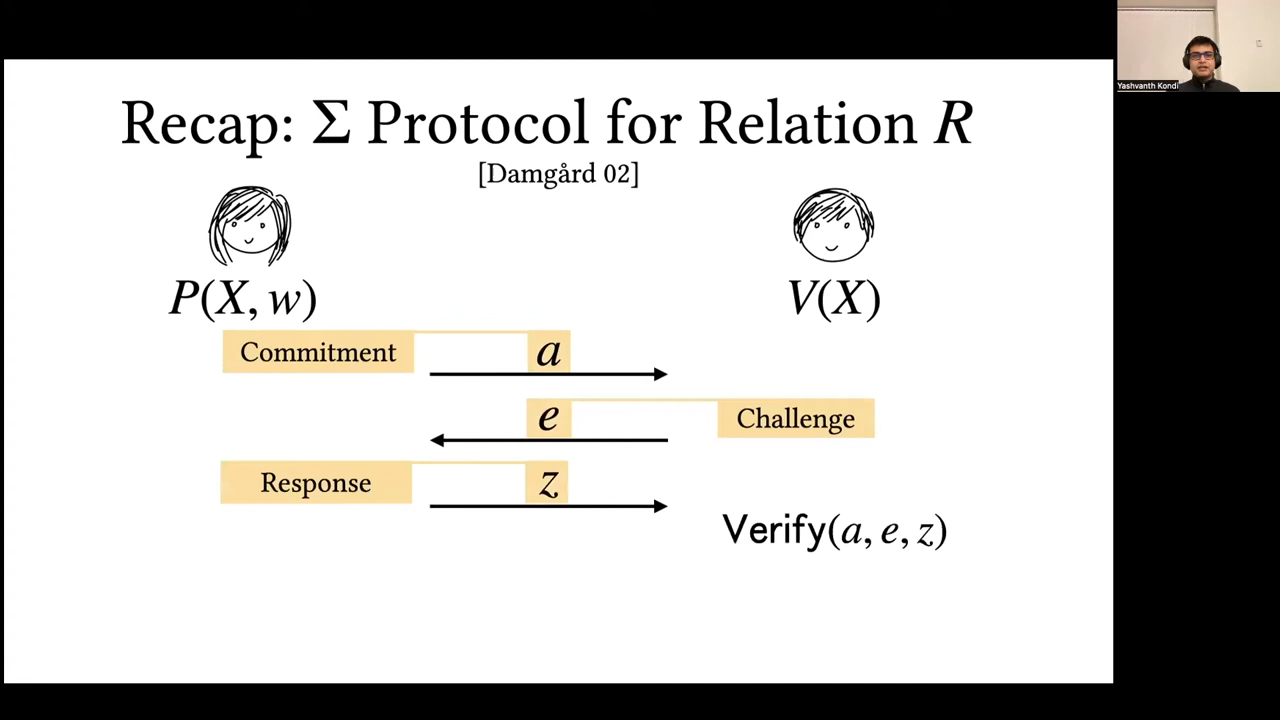 Recap: Σ Protocol for Relation R
[Damgård 02]
P(X, w)
V(X)
Commitment
a
e
Challenge
Response
z
Verify(a, e, z)
Yashvanth Kondi